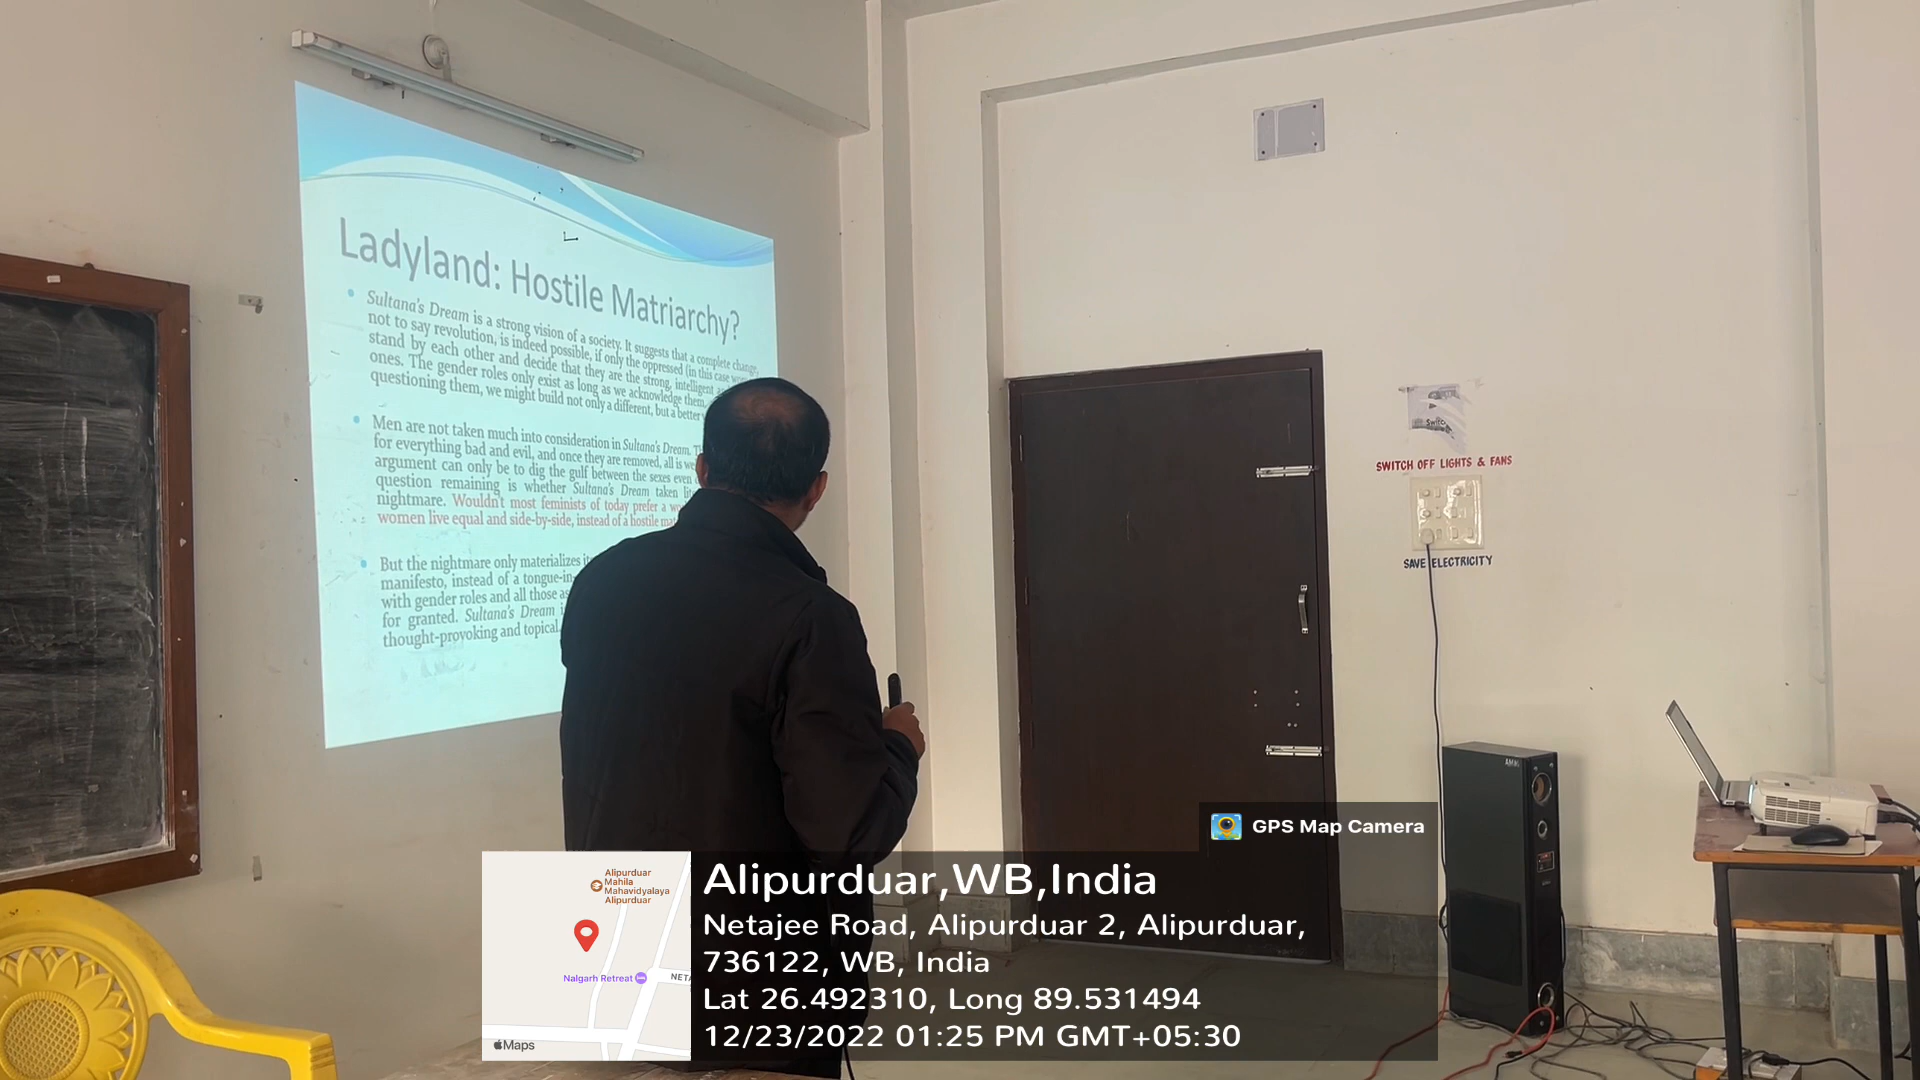 Ladyland: Hostile Matriarchy?
Sultana's Dream is a strong vision of a society. It suggests that a complete change,
not to say revolution, is indeed possible, if only the oppressed (in this case
stand by each other and decide that they are the strong, intelligent
ones. The gender roles only exist as long as we acknowledge them.
questioning them, we might build not only a different, but a better
Men are not taken much into consideration in Sultana's Dream.
for everything bad and evil, and once they are removed, all is
argument can only be to dig the gulf between the sexes even
question remaining is whether Sultana's Dream taken
nightmare. Wouldn't most feminists of today prefer a
women live equal and side-by-side, instead of a hostile
But the nightmare only materializes
manifesto, instead of a tongue-in-
with gender roles and all those
for granted. Sultana's Dream
thought-provoking and topical.
Switch
SWITCH OFF LIGHTS & FANS
SAVE ELECTRICITY
GPS Map Camera
Alipurduar
Mahila
Mahavidyalaya
Alipurduar
Nalgarh Retreat
NETA
Maps
Alipurduar,WB,India
Netajee Road, Alipurduar 2, Alipurduar,
736122, WB, India
Lat 26.492310, Long 89.531494
12/23/2022 01:25 PM GMT+05:30